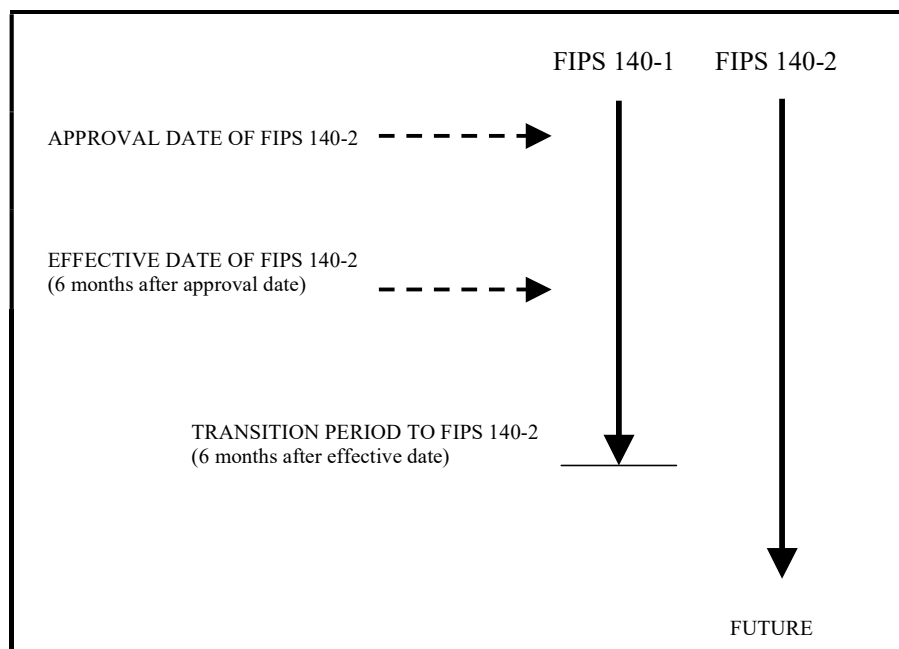 FIPS 140-1 FIPS 140-2
APPROVAL DATE OF FIPS 140-2
EFFECTIVE DATE OF FIPS 140-2
(6 months after approval date)
TRANSITION PERIOD TO FIPS 140-2
(6 months after effective date)
FUTURE